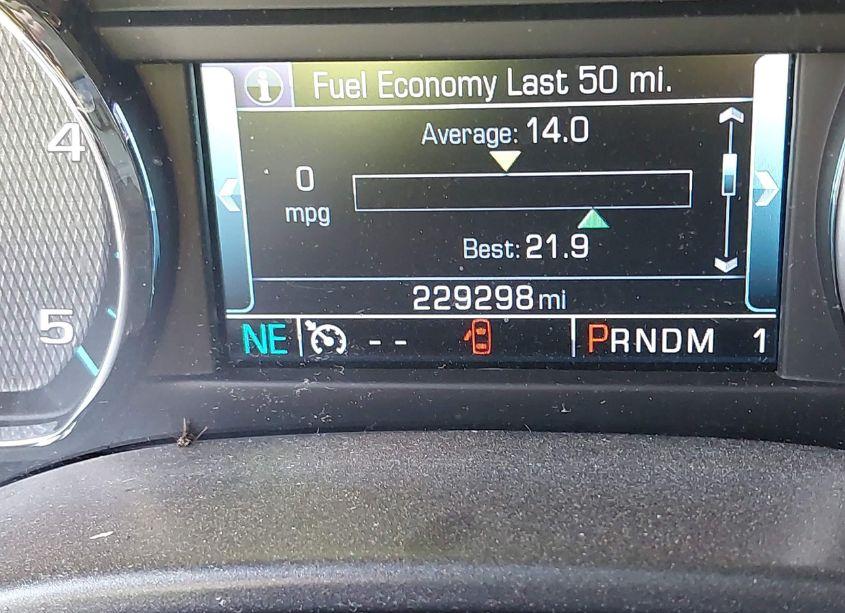 4
5
Fuel Economy Last 50 mi.
Average: 14.0
0
mpg
Best: 21.9
229298 mi
NE -- PRNDM 1